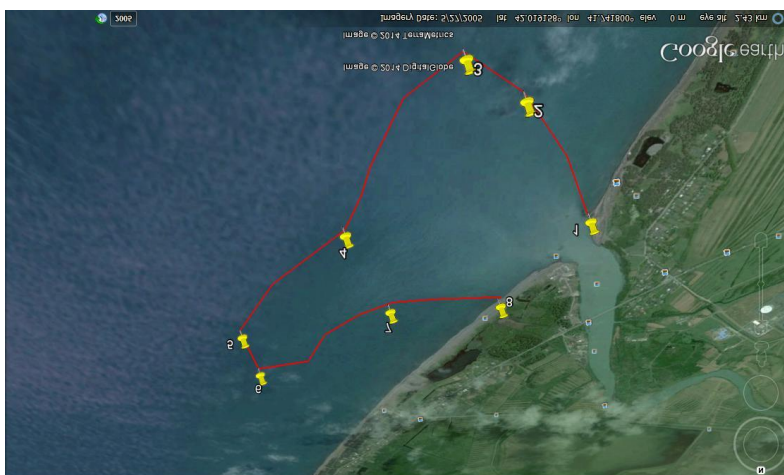 N
6
5
7
8
4
1
2
3
Image © 2014 DigitalGlobe
Image © 2014 TerraMetrics
Google earth
2005
Imagery Date: 5/27/2005 lat 42.019158° lon 41.741800° elev 0 m eye alt 2.43 km